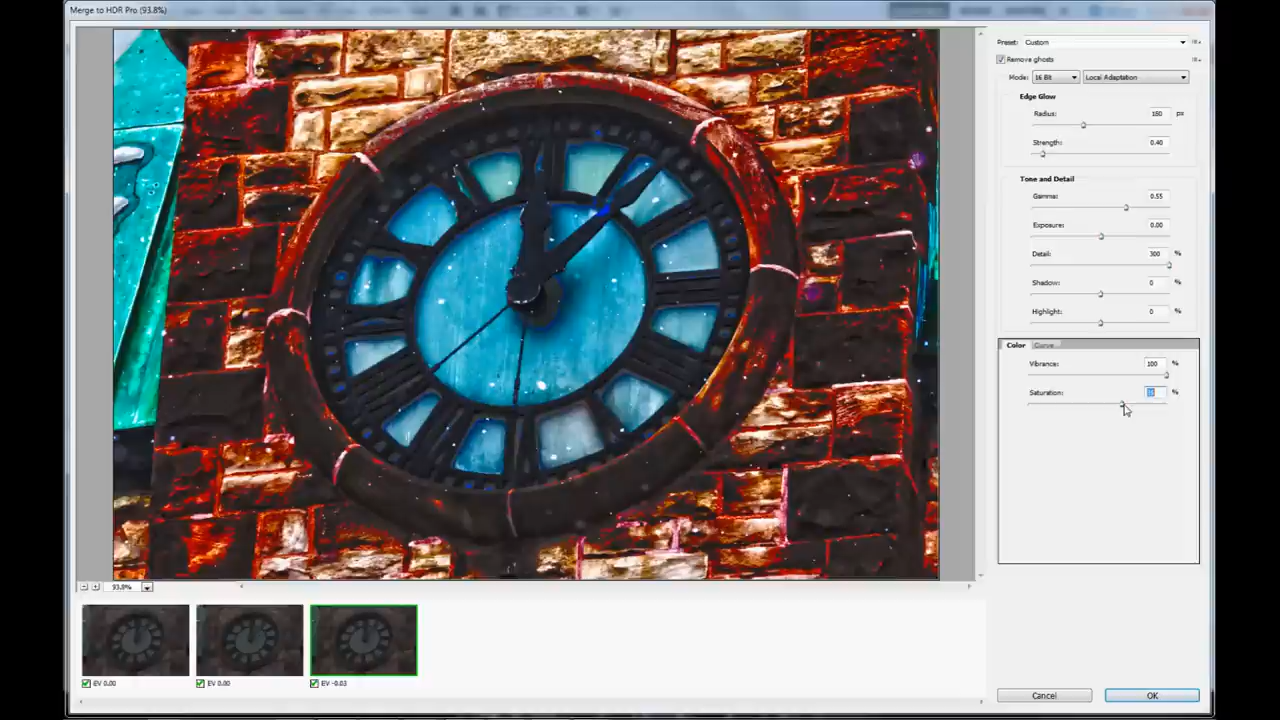 Merge to HDR Pro (93.8%)
Preset: Custom
Remove ghosts
Mode: 16 Bit Local Adaptation
Edge Glow
Radius: 150 px
Strength: 0.40
Tone and Detail
Gamma: 0.55
Exposure: 0.00
Detail: 300 %
Shadow: 0 %
Highlight: 0 %
Color Curve
Vibrance: 100 %
Saturation: %
93.8%
EV 0.00 EV 0.00 EV -0.03
Cancel OK